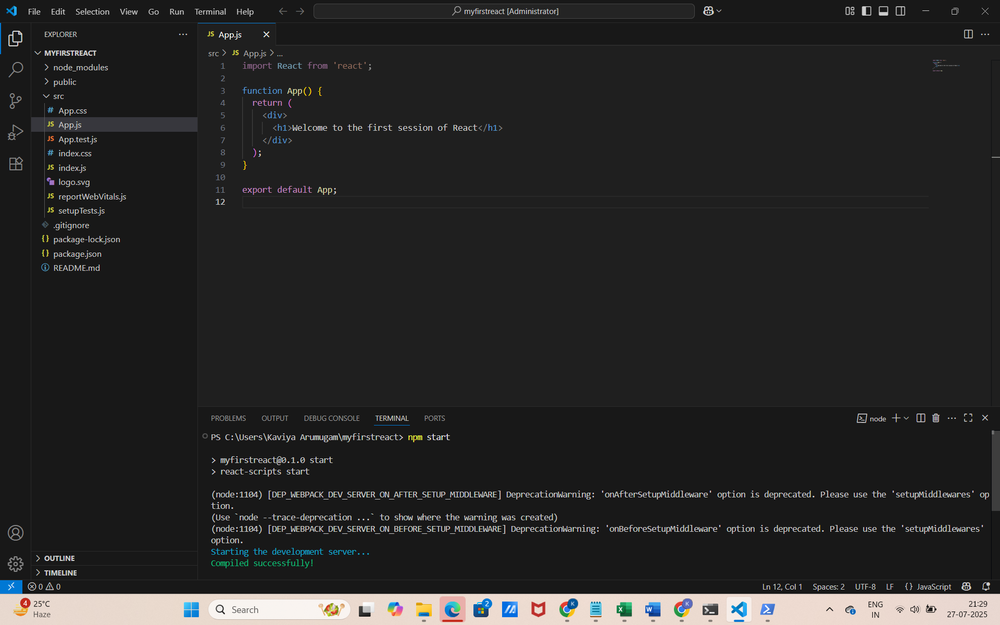 File Edit Selection View Go Run Terminal Help
myfirstreact [Administrator]
EXPLORER
MYFIRSTREACT
node_modules
public
src
# App.css
JS App.js
JS App.test.js
# index.css
JS index.js
logo.svg
JS reportWebVitals.js
JS setupTests.js
.gitignore
{} package-lock.json
{} package.json
README.md
OUTLINE
TIMELINE
JS App.js
src > JS App.js > ...
1 import React from 'react';
2
3 function App() {
4 return (
5 <div>
6 <h1>Welcome to the first session of React</h1>
7 </div>
8 );
9 }
10
11 export default App;
12
PROBLEMS OUTPUT DEBUG CONSOLE TERMINAL PORTS
node
PS C:\Users\Kaviya Arumugam\myfirstreact> npm start
> myfirstreact@0.1.0 start
> react-scripts start
(node:1104) [DEP_WEBPACK_DEV_SERVER_ON_AFTER_SETUP_MIDDLEWARE] DeprecationWarning: 'onAfterSetupMiddleware' option is deprecated. Please use the 'setupMiddlewares' op
tion.
(Use `node --trace-deprecation ...` to show where the warning was created)
(node:1104) [DEP_WEBPACK_DEV_SERVER_ON_BEFORE_SETUP_MIDDLEWARE] DeprecationWarning: 'onBeforeSetupMiddleware' option is deprecated. Please use the 'setupMiddlewares'
option.
Starting the development server...
Compiled successfully!
0 0
Ln 12, Col 1 Spaces: 2 UTF-8 LF {} JavaScript
4
25°C
Haze
Search
2
K
K
ENG
IN
21:29
27-07-2025